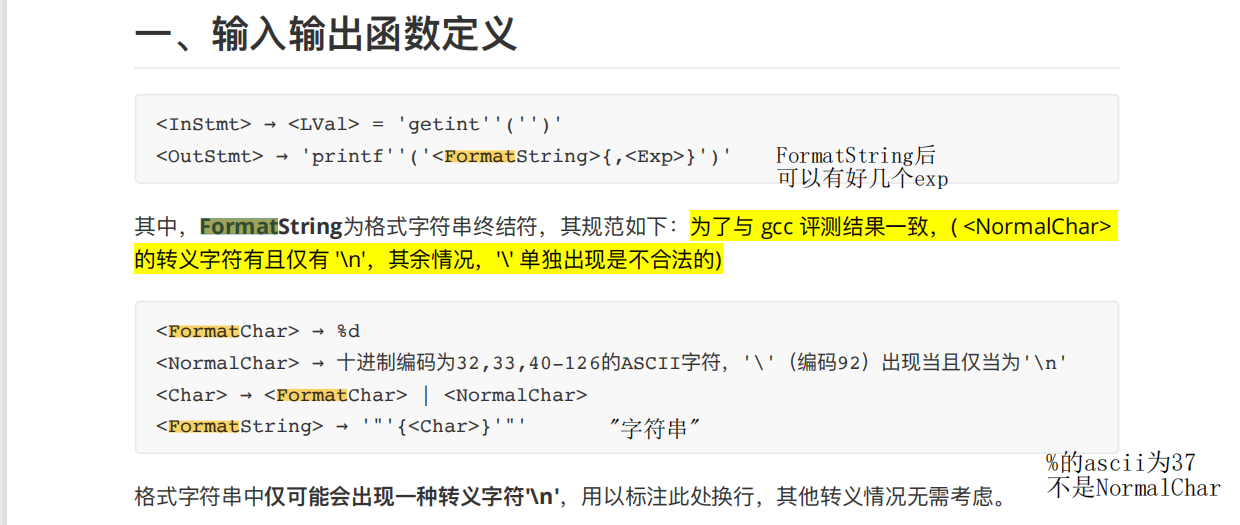 一、输入输出函数定义
<InStmt> → <LVal> = 'getint''('')'
<OutStmt> → 'printf''('<FormatString>{,<Exp>}')'
FormatString后
可以有好几个exp
其中，FormatString为格式字符串终结符，其规范如下：为了与 gcc 评测结果一致，( <NormalChar>
的转义字符有且仅有 '\n'，其余情况，'\' 单独出现是不合法的)
<FormatChar> → %d
<NormalChar> → 十进制编码为32,33,40-126的ASCII字符，'\'（编码92）出现当且仅当为'\n'
<Char> → <FormatChar> | <NormalChar>
<FormatString> → '"'{<Char>}'"'
"字符串"
%的ascii为37
不是NormalChar
格式字符串中仅可能会出现一种转义字符'\n'，用以标注此处换行，其他转义情况无需考虑。